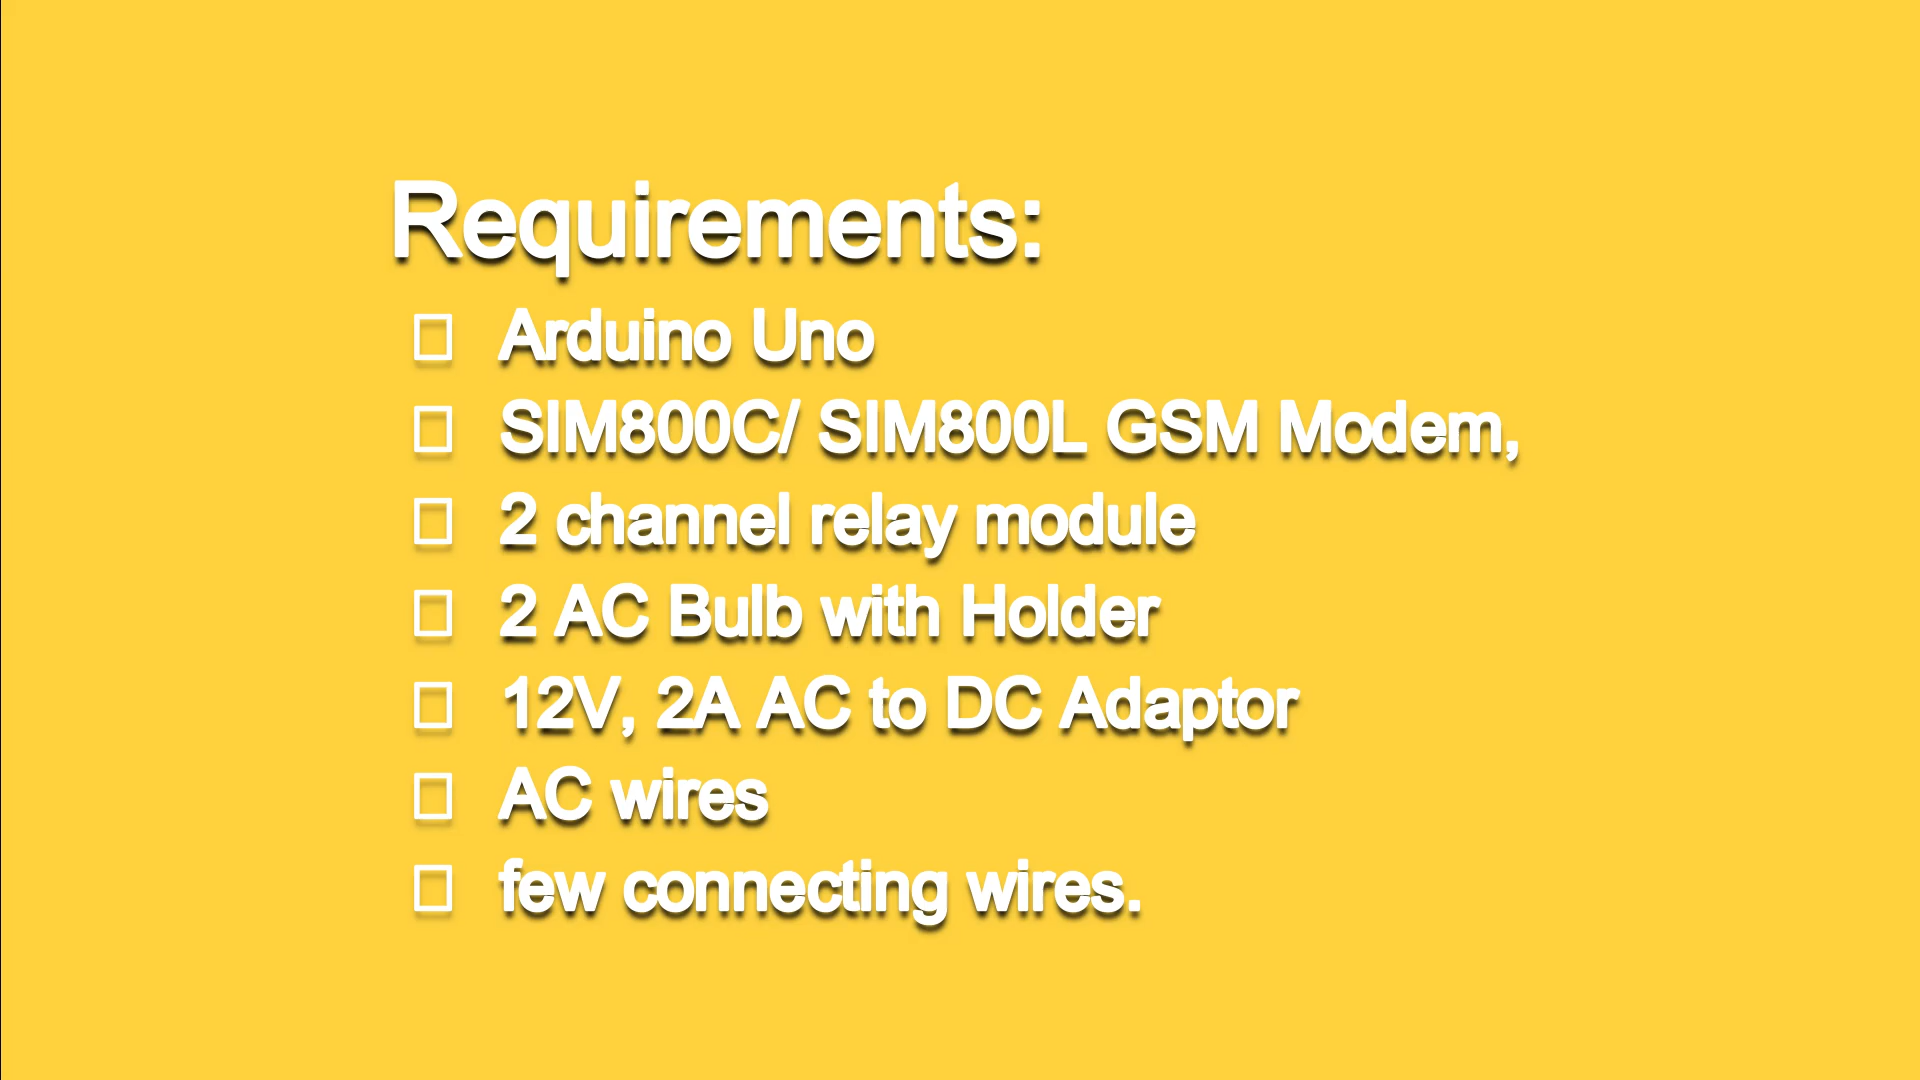 Requirements:
□ Arduino Uno
□ SIM800C/ SIM800L GSM Modem,
□ 2 channel relay module
□ 2 AC Bulb with Holder
□ 12V, 2A AC to DC Adaptor
□ AC wires
□ few connecting wires.